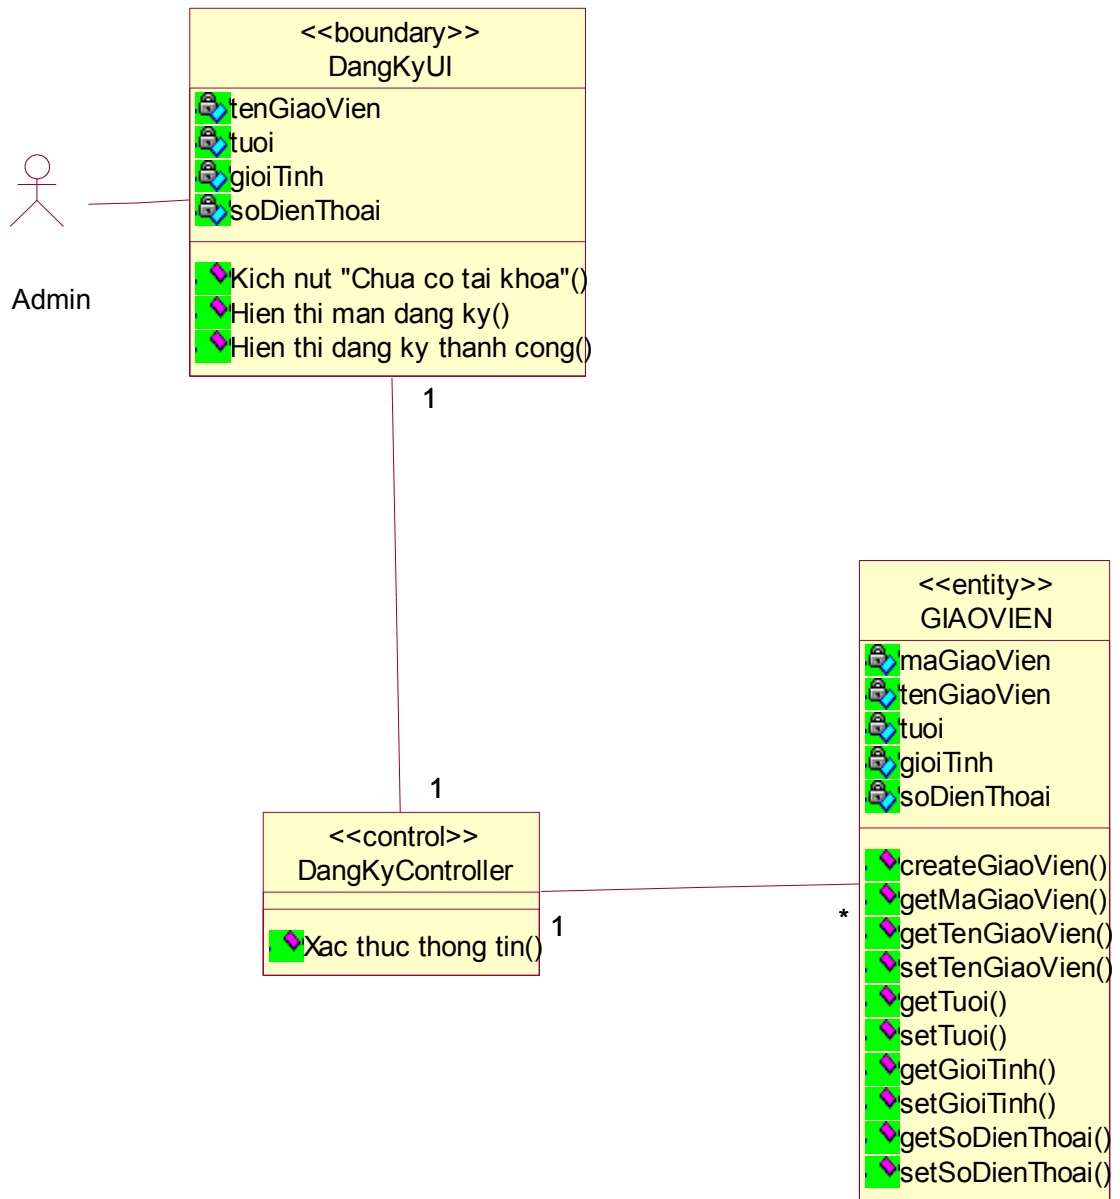 <<boundary>>
DangKyUI
tenGiaoVien
tuoi
gioiTinh
soDienThoai
Kich nut "Chua co tai khoa"()
Hien thi man dang ky()
Hien thi dang ky thanh cong()
Admin
1
1
<<control>>
DangKyController
Xac thuc thong tin()
1
*
<<entity>>
GIAOVIEN
maGiaoVien
tenGiaoVien
tuoi
gioiTinh
soDienThoai
createGiaoVien()
getMaGiaoVien()
getTenGiaoVien()
setTenGiaoVien()
getTuoi()
setTuoi()
getGioiTinh()
setGioiTinh()
getSoDienThoai()
setSoDienThoai()